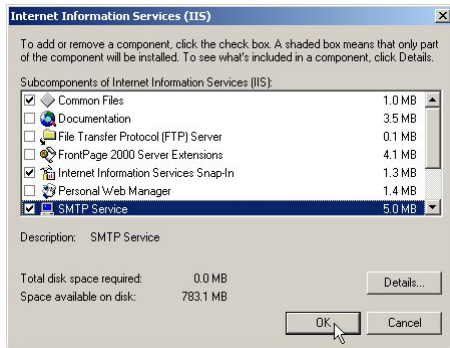 Internet Information Services (IIS)
To add or remove a component, click the check box. A shaded box means that only part
of the component will be installed. To see what's included in a component, click Details.
Subcomponents of Internet Information Services (IIS):
Common Files 1.0 MB
Documentation 3.5 MB
File Transfer Protocol (FTP) Server 0.1 MB
FrontPage 2000 Server Extensions 4.1 MB
Internet Information Services Snap-In 1.3 MB
Personal Web Manager 1.4 MB
SMTP Service 5.0 MB
Description: SMTP Service
Total disk space required: 0.0 MB
Details...
Space available on disk: 783.1 MB
OK Cancel